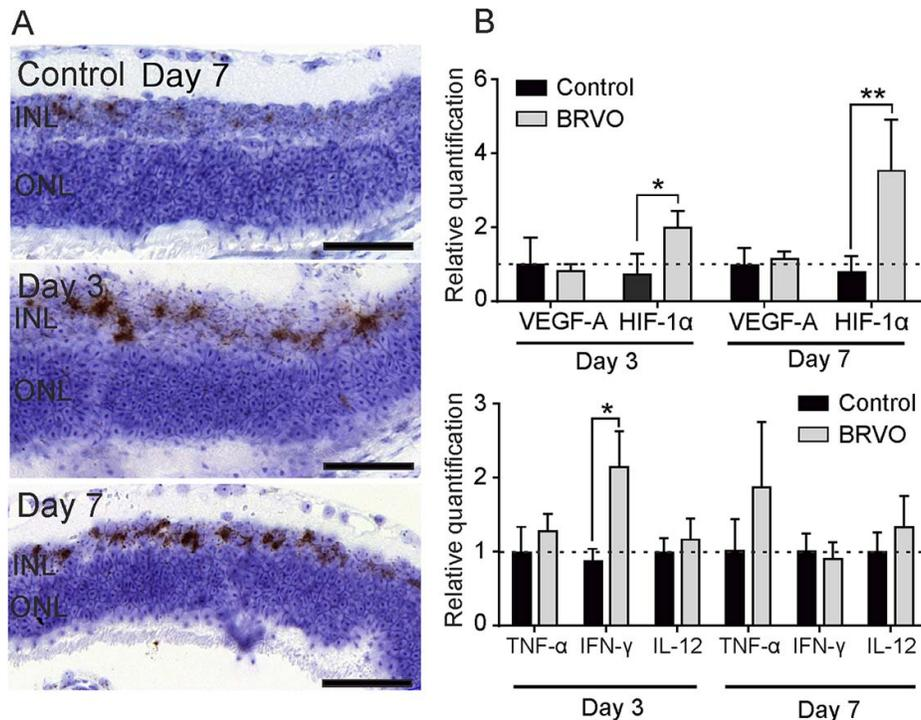 A
Control Day 7
INL
ONL
Day 3
INL
ONL
Day 7
INL
ONL
B
Relative quantification
6
4
2
0
Control
BRVO
*
**
VEGF-A HIF-1α VEGF-A HIF-1α
Day 3 Day 7
Relative quantification
3
2
1
0
Control
BRVO
*
TNF-α IFN-γ IL-12 TNF-α IFN-γ IL-12
Day 3 Day 7